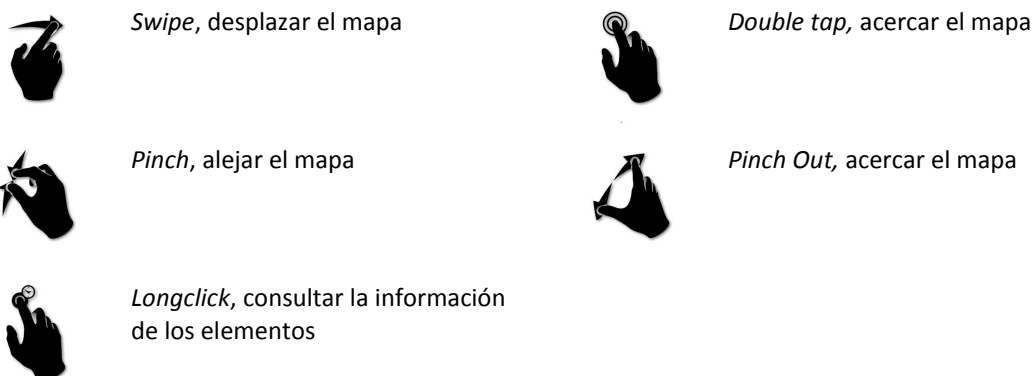 Swipe, desplazar el mapa
Double tap, acercar el mapa
Pinch, alejar el mapa
Pinch Out, acercar el mapa
Longclick, consultar la información
de los elementos